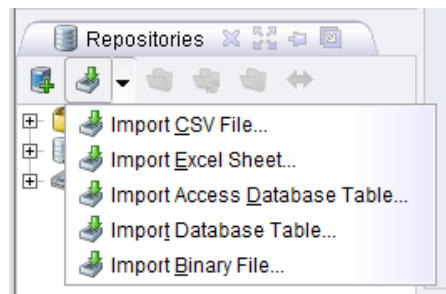 Repositories
Import CSV File...
Import Excel Sheet...
Import Access Database Table...
Import Database Table...
Import Binary File...